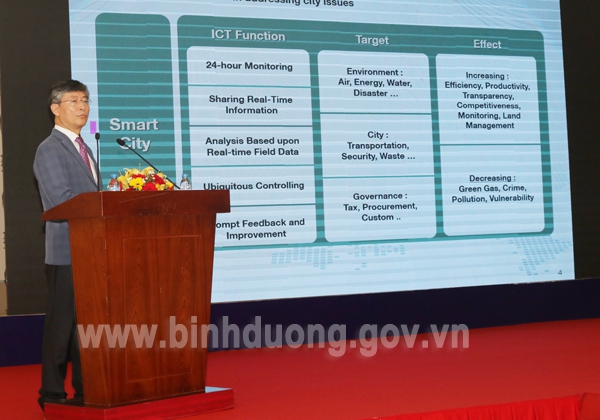 in addressing city issues
ICT Function
Target
Effect
Smart
City
24-hour Monitoring
Sharing Real-Time
Information
Analysis Based upon
Real-time Field Data
Ubiquitous Controlling
Prompt Feedback and
Improvement
Environment :
Air, Energy, Water,
Disaster ...
City :
Transportation,
Security, Waste ...
Governance :
Tax, Procurement,
Custom ..
Increasing :
Efficiency, Productivity,
Transparency,
Competitiveness,
Monitoring, Land
Management
Decreasing :
Green Gas, Crime,
Pollution, Vulnerability
4
www.binhduong.gov.vn